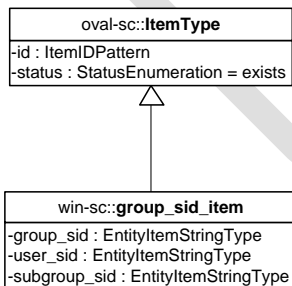 oval-sc::ItemType
-id : ItemIDPattern
-status : StatusEnumeration = exists
win-sc::group_sid_item
-group_sid : EntityItemStringType
-user_sid : EntityItemStringType
-subgroup_sid : EntityItemStringType